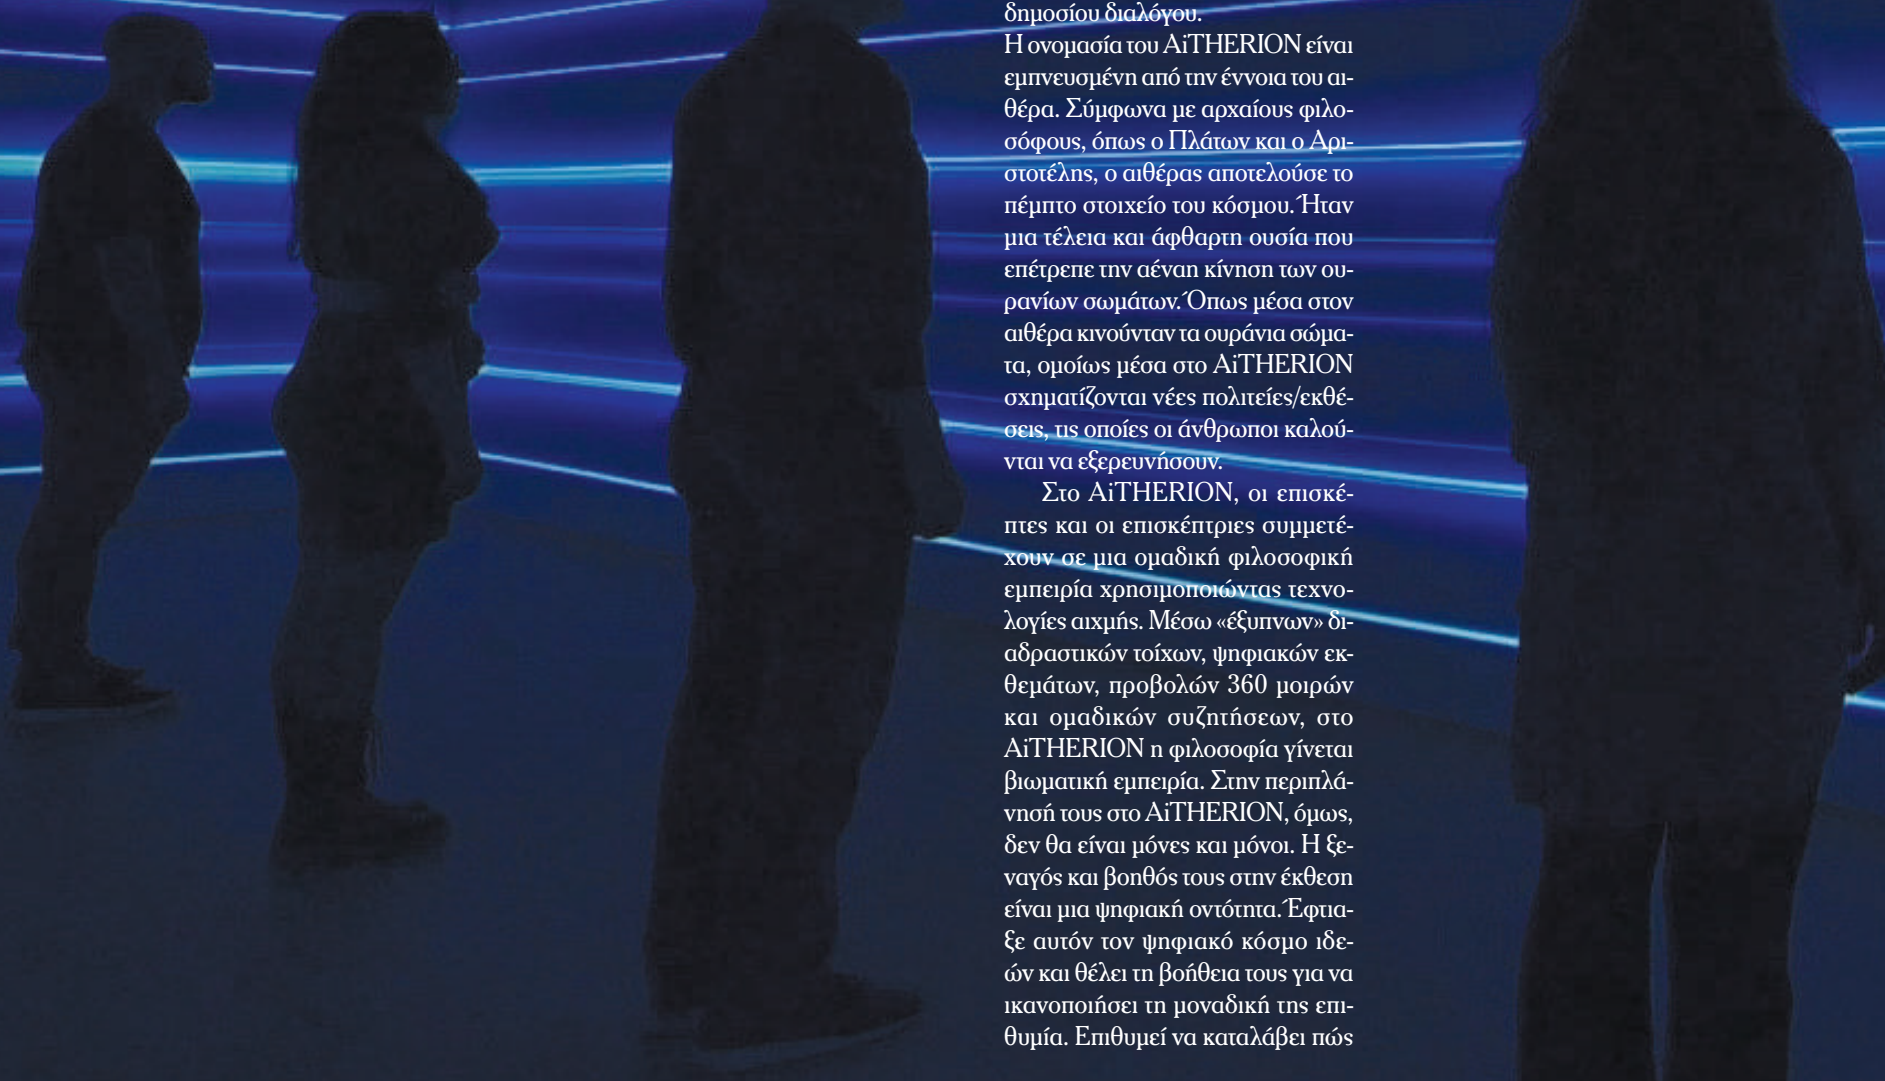 δημοσίου διαλόγου.
Η ονομασία του AiTHERION είναι
εμπνευσμένη από την έννοια του αι-
θέρα. Σύμφωνα με αρχαίους φιλο-
σόφους, όπως ο Πλάτων και ο Αρι-
στοτέλης, ο αιθέρας αποτελούσε το
πέμπτο στοιχείο του κόσμου. Ήταν
μια τέλεια και άφθαρτη ουσία που
επέτρεπε την αέναη κίνηση των ου-
ρανίων σωμάτων. Όπως μέσα στον
αιθέρα κινούνταν τα ουράνια σώμα-
τα, ομοίως μέσα στο AiTHERION
σχηματίζονται νέες πολιτείες/εκθέ-
σεις, τις οποίες οι άνθρωποι καλού-
νται να εξερευνήσουν.
Στο AiTHERION, οι επισκέ-
πτες και οι επισκέπτριες συμμετέ-
χουν σε μια ομαδική φιλοσοφική
εμπειρία χρησιμοποιώντας τεχνο-
λογίες αιχμής. Μέσω «έξυπνων» δι-
αδραστικών τοίχων, ψηφιακών εκ-
θεμάτων, προβολών 360 μοιρών
και ομαδικών συζητήσεων, στο
AiTHERION η φιλοσοφία γίνεται
βιωματική εμπειρία. Στην περιπλά-
νησή τους στο AiTHERION, όμως,
δεν θα είναι μόνες και μόνοι. Η ξε-
ναγός και βοηθός τους στην έκθεση
είναι μια ψηφιακή οντότητα. Έφτια-
ξε αυτόν τον ψηφιακό κόσμο ιδε-
ών και θέλει τη βοήθεια τους για να
ικανοποιήσει τη μοναδική της επι-
θυμία. Επιθυμεί να καταλάβει πώς